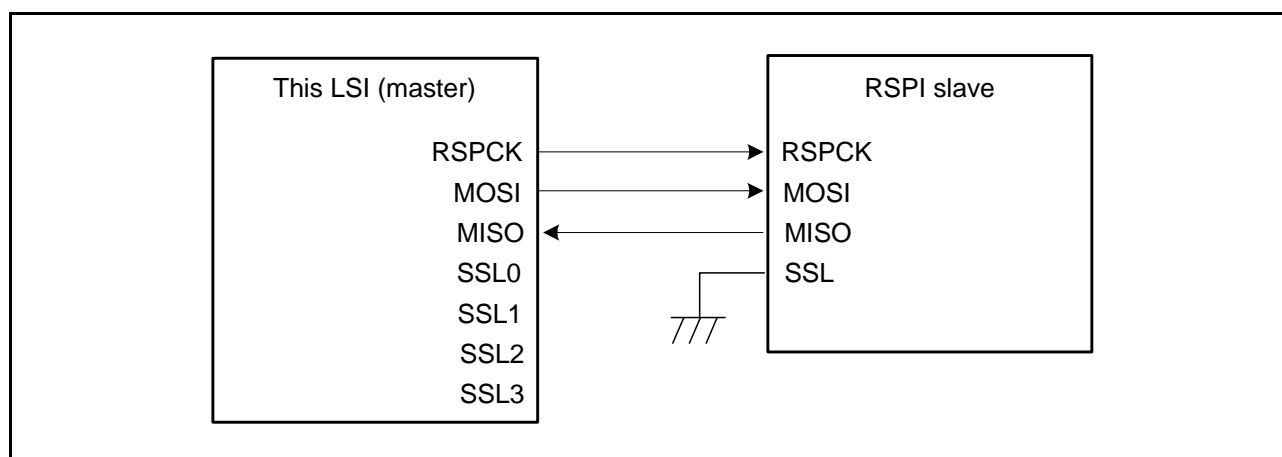 This LSI (master)
RSPCK
MOSI
MISO
SSL0
SSL1
SSL2
SSL3
RSPI slave
RSPCK
MOSI
MISO
SSL